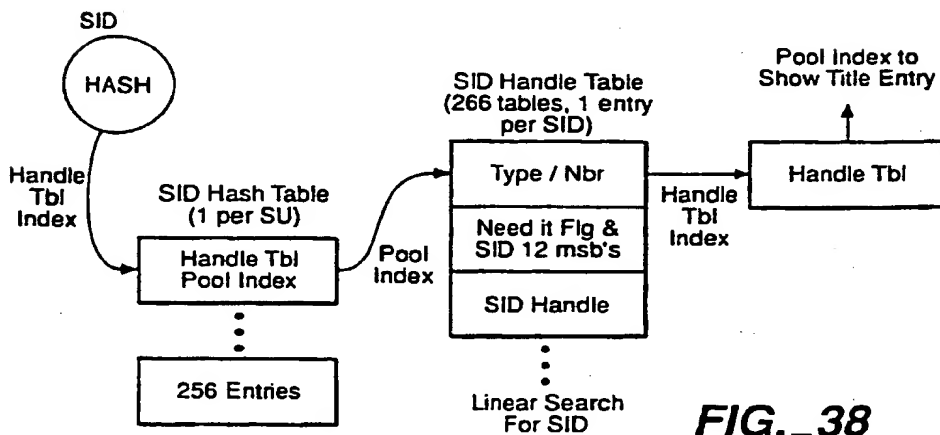 SID
HASH
Handle
Tbl
Index
SID Hash Table
(1 per SU)
Handle Tbl
Pool Index
256 Entries
Pool
Index
SID Handle Table
(266 tables, 1 entry
per SID)
Type / Nbr
Need it Flg &
SID 12 msb's
SID Handle
Linear Search
For SID
Handle
Tbl
Index
Pool Index to
Show Title Entry
Handle Tbl
FIG._38